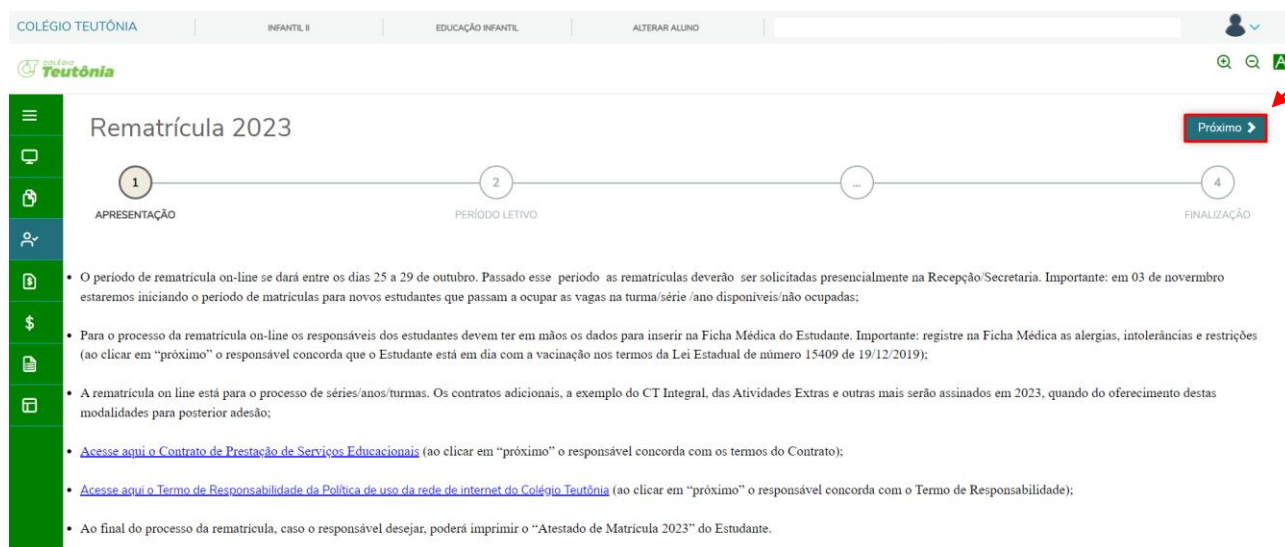 COLÉGIO TEUTÔNIA INFANTIL II EDUCAÇÃO INFANTIL ALTERAR ALUNO
COLÉGIO
Teutônia
A
Rematrícula 2023
Próximo
1 2 ... 4
APRESENTAÇÃO PERÍODO LETIVO FINALIZAÇÃO
• O período de rematrícula on-line se dará entre os dias 25 a 29 de outubro. Passado esse período as rematrículas deverão ser solicitadas presencialmente na Recepção/Secretaria. Importante: em 03 de novermbro
estaremos iniciando o período de matrículas para novos estudantes que passam a ocupar as vagas na turma/série /ano disponíveis/não ocupadas;
• Para o processo da rematrícula on-line os responsáveis dos estudantes devem ter em mãos os dados para inserir na Ficha Médica do Estudante. Importante: registre na Ficha Médica as alergias, intolerâncias e restrições
(ao clicar em “próximo” o responsável concorda que o Estudante está em dia com a vacinação nos termos da Lei Estadual de número 15409 de 19/12/2019);
• A rematrícula on line está para o processo de séries/anos/turmas. Os contratos adicionais, a exemplo do CT Integral, das Atividades Extras e outras mais serão assinados em 2023, quando do oferecimento destas
modalidades para posterior adesão;
• Acesse aqui o Contrato de Prestação de Serviços Educacionais (ao clicar em “próximo” o responsável concorda com os termos do Contrato);
• Acesse aqui o Termo de Responsabilidade da Política de uso da rede de internet do Colégio Teutônia (ao clicar em “próximo” o responsável concorda com o Termo de Responsabilidade);
• Ao final do processo da rematrícula, caso o responsável desejar, poderá imprimir o “Atestado de Matrícula 2023” do Estudante.